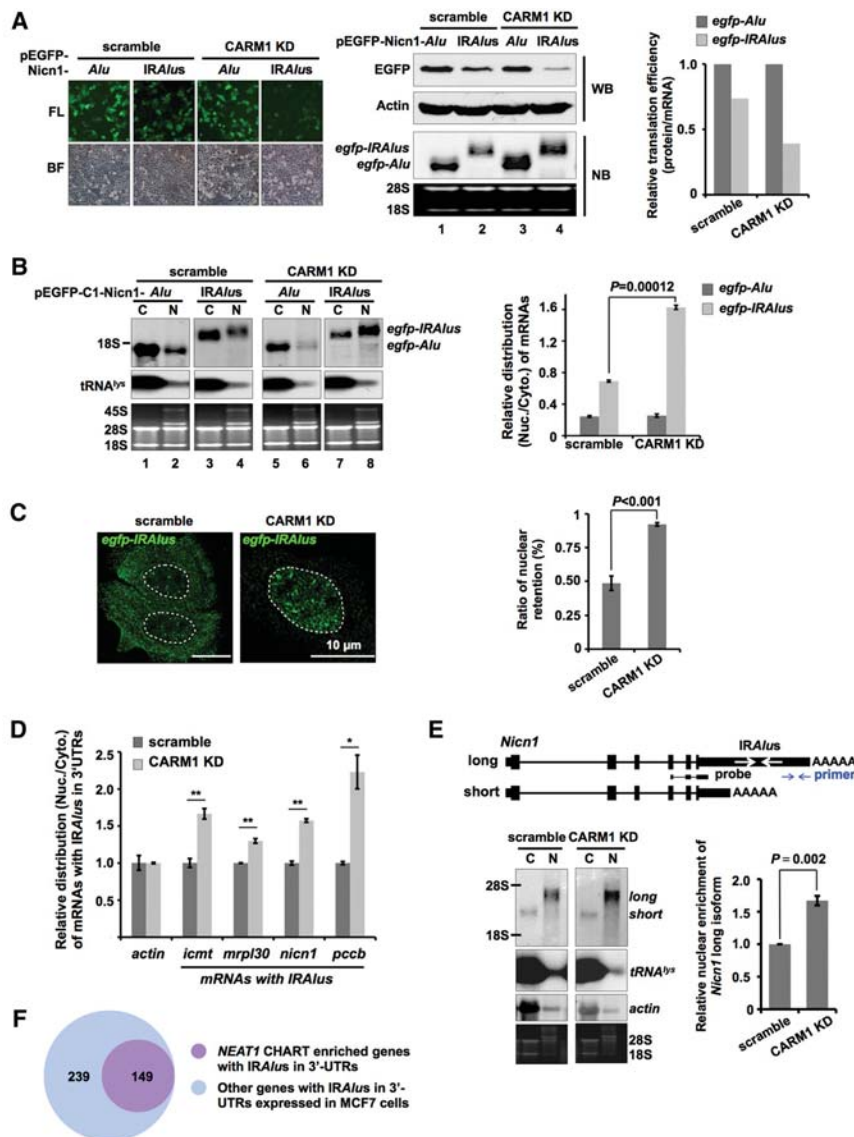 A
scramble
CARM1 KD
pEGFP-
Nicn1-
Alu
IRAlus
Alu
IRAlus
FL
BF
scramble
CARM1 KD
pEGFP-Nicn1-Alu IRAlus Alu IRAlus
EGFP
Actin
WB
egfp-IRAlus
egfp-Alu
NB
28S
18S
1 2 3 4
egfp-Alu
egfp-IRAlus
Relative translation efficiency
(protein/mRNA)
1.0
0.5
0
scramble
CARM1 KD
B
scramble
CARM1 KD
pEGFP-C1-Nicn1- Alu IRAlus Alu IRAlus
C N C N C N C N
18S
egfp-IRAlus
egfp-Alu
tRNAlys
45S
28S
18S
1 2 3 4 5 6 7 8
P=0.00012
egfp-Alu
egfp-IRAlus
Relative distribution
(Nuc./Cyto.) of mRNAs
1.6
1.2
0.8
0.4
0
scramble
CARM1 KD
C
scramble
CARM1 KD
egfp-IRAlus
egfp-IRAlus
10 µm
P<0.001
Ratio of nuclear
retention (%)
1
0.75
0.50
0.25
0
scramble
CARM1 KD
D
scramble
CARM1 KD
Relative distribution (Nuc./Cyto.)
of mRNAs with IRAlus in 3'UTRs
2.5
2.0
1.5
1.0
0
** ** ** *
actin icmt mrpl30 nicn1 pccb
mRNAs with IRAlus
E
Nicn1
IRAlus
long
AAAAA
probe
primer
short
AAAAA
scramble CARM1 KD
C N C N
28S
18S
long
short
tRNAlys
actin
28S
18S
P = 0.002
Relative nuclear enrichment of
Nicn1 long isoform
2.0
1.5
1.0
0.5
0
scramble
CARM1 KD
F
239
149
NEAT1 CHART enriched genes
with IRAlus in 3'-UTRs
Other genes with IRAlus in 3'-
UTRs expressed in MCF7 cells